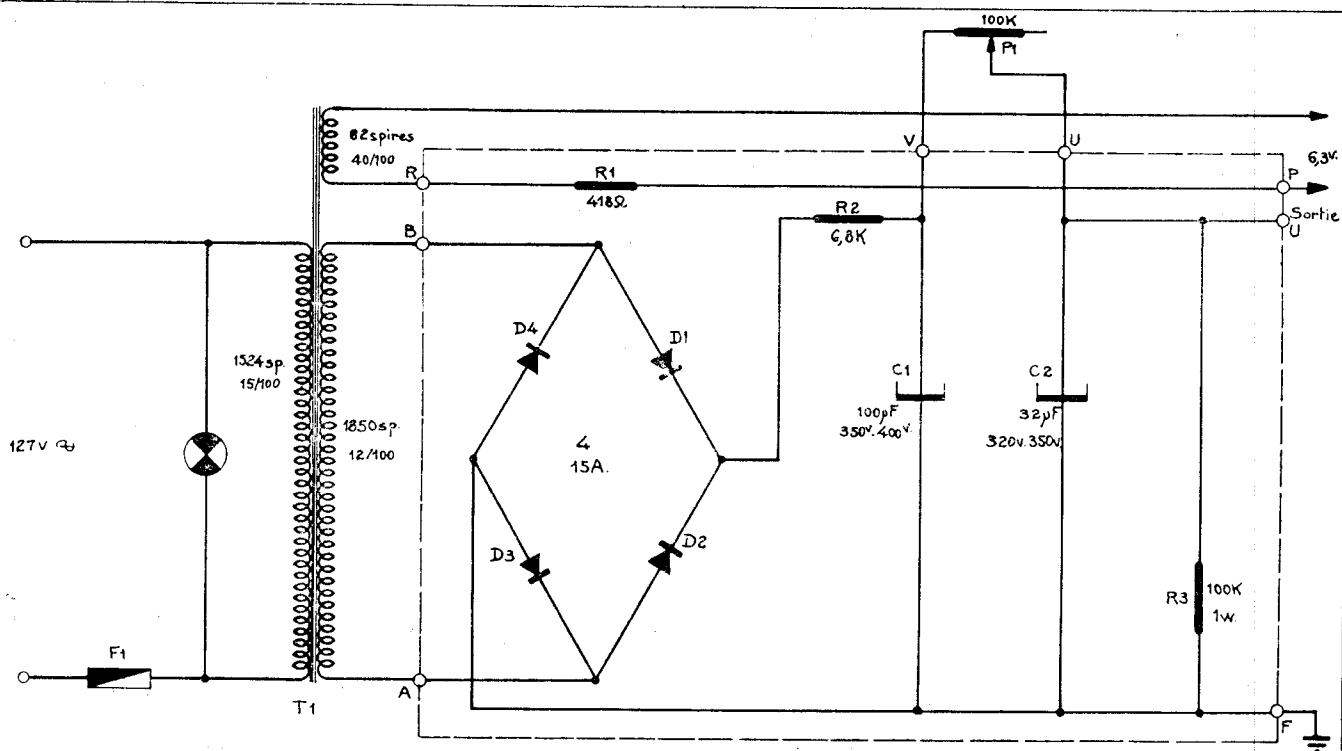 100K
P1
82spires
40/100
V
U
6,3V.
R
R1
418Ω
P
R2
6,8K
Sortie
U
B
D4
D1
1524sp.
15/100
C1
C2
100µF
350V.400V.
32µF
320V.350V.
127V
1850sp.
12/100
4
15A.
D3
D2
R3
100K
1W.
F1
A
T1
F